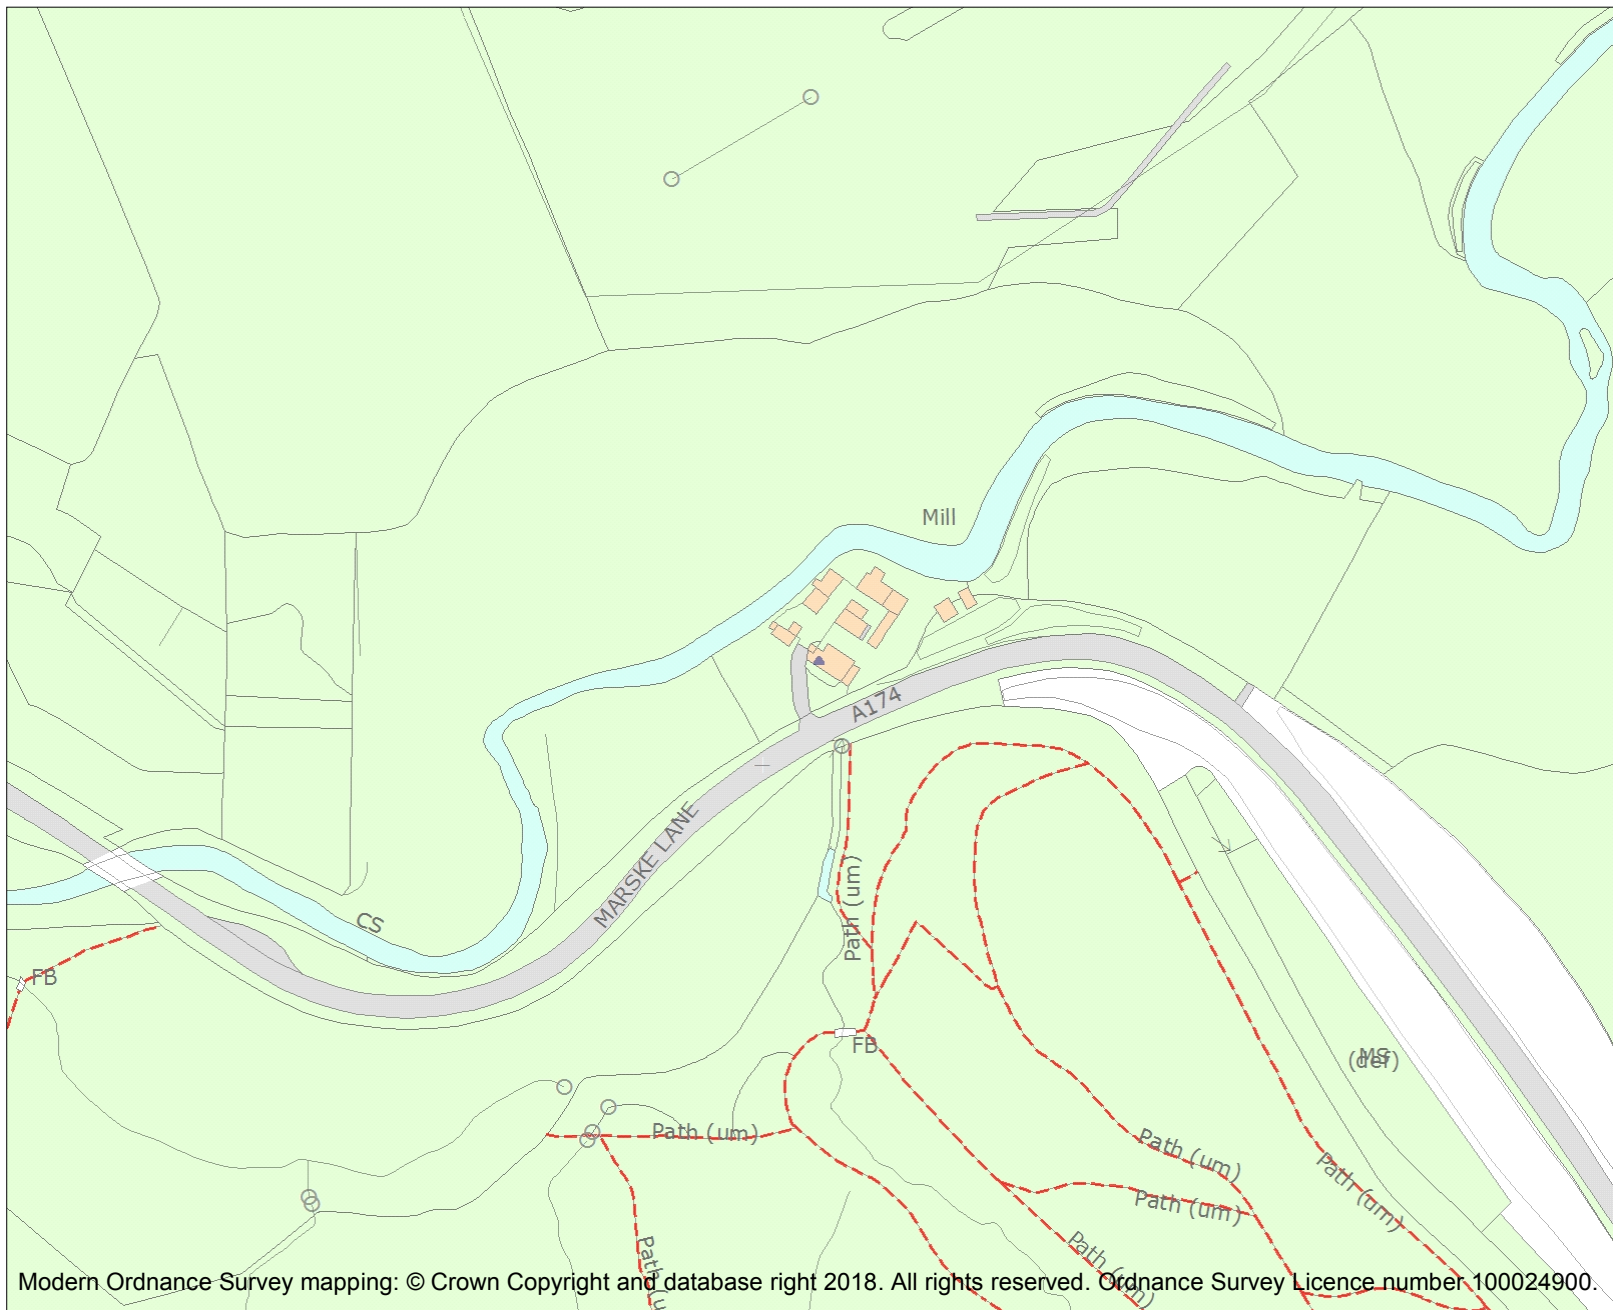 Mill
A174
MARSKE LANE
CS
Path (um)
FB
FB
MS
(def)
Path (um)
Path (um)
Path (um)
Path (um)
Path (um)
Path (u
Modern Ordnance Survey mapping: © Crown Copyright and database right 2018. All rights reserved. Ordnance Survey Licence number 100024900.